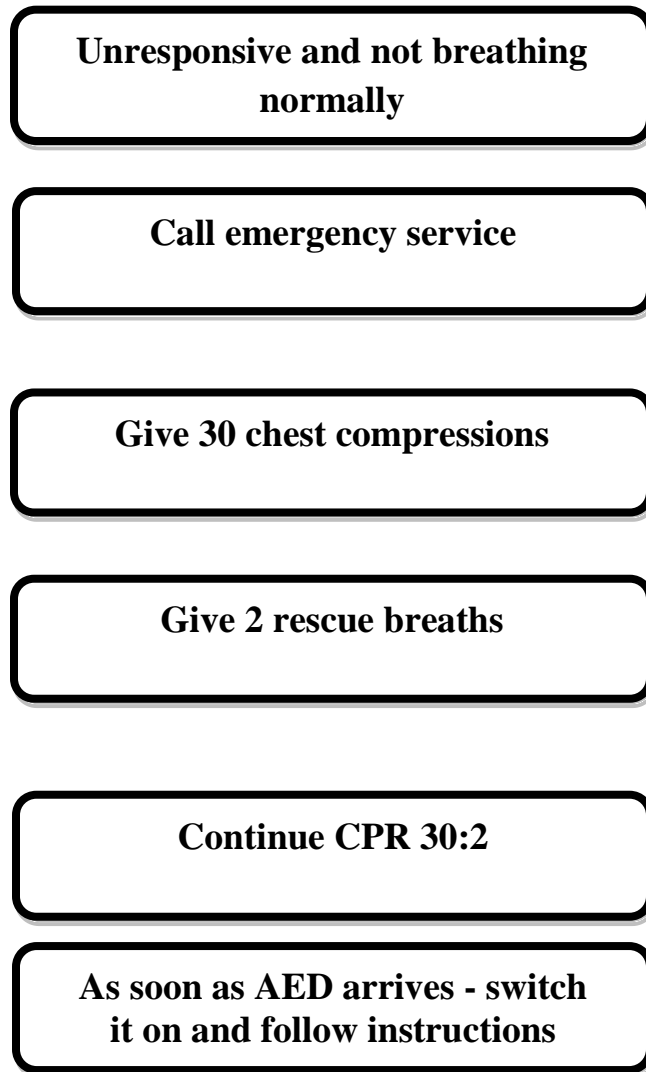 Unresponsive and not breathing
normally
Call emergency service
Give 30 chest compressions
Give 2 rescue breaths
Continue CPR 30:2
As soon as AED arrives - switch
it on and follow instructions